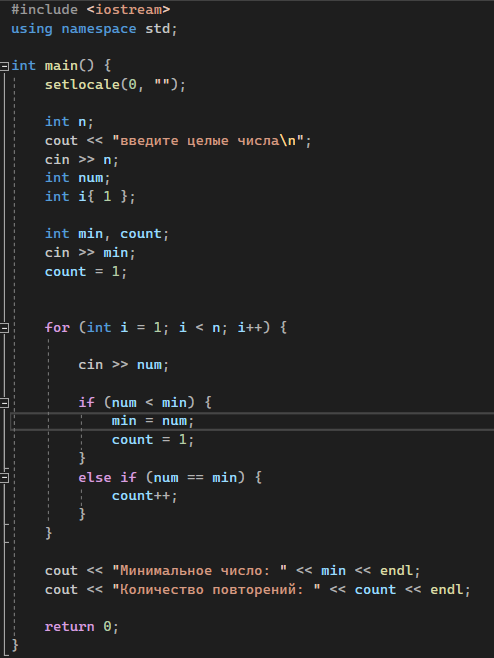 #include <iostream>
using namespace std;
int main() {
setlocale(0, "");
int n;
cout << "введите целые числа\n";
cin >> n;
int num;
int i{ 1 };
int min, count;
cin >> min;
count = 1;
for (int i = 1; i < n; i++) {
cin >> num;
if (num < min) {
min = num;
count = 1;
}
else if (num == min) {
count++;
}
}
cout << "Минимальное число: " << min << endl;
cout << "Количество повторений: " << count << endl;
return 0;
}